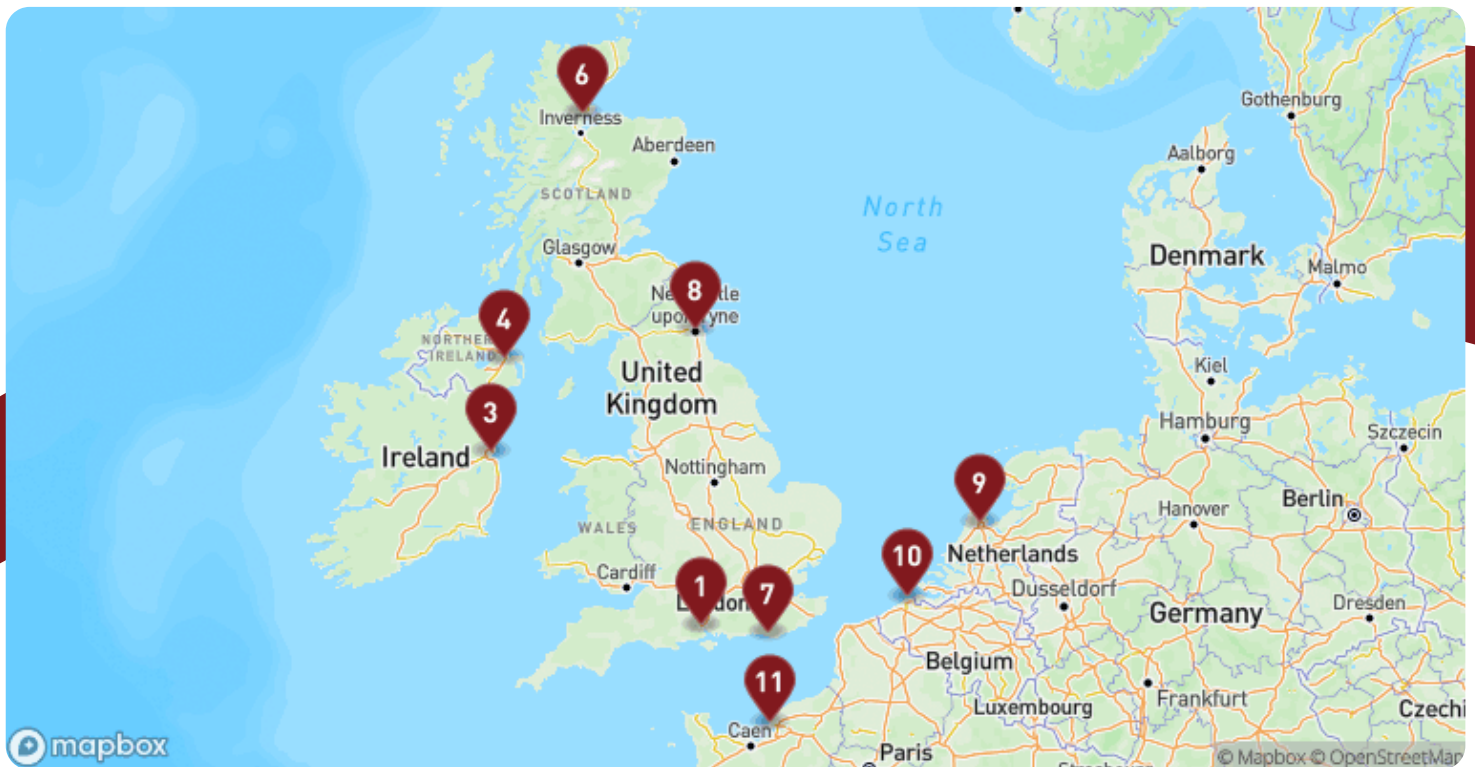 6
Inverness
Aberdeen
SCOTLAND
Glasgow
North
Sea
Gothenburg
Aalborg
Denmark
Malmo
8
upon
4
3
Ireland
IRELAND
United
Kingdom
Kiel
Hamburg
Szczecin
Nottingham
WALES
ENGLAND
Cardiff
1
7
9
10
Netherlands
Hanover
Berlin
Dusseldorf
Germany
Dresden
11
Caen
Belgium
Luxembourg
Frankfurt
Czechi
Paris
mapbox
© Mapbox © OpenStreetMap